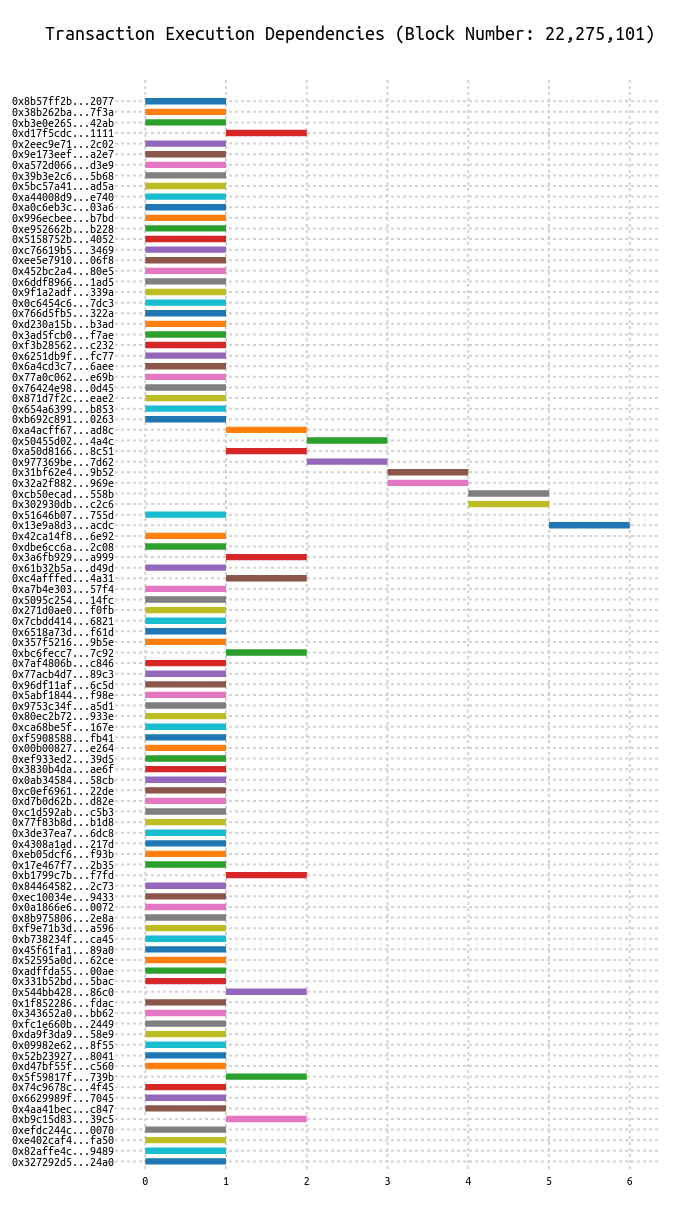 Transaction Execution Dependencies (Block Number: 22,275,101)
0x8b57ff2b...2077
0x38b262ba...7f3a
0xb3e0e265...42ab
0xd17f5cdc...1111
0x2eec9e71...2c02
0x9e173eef...a2e7
0xa572d066...d3e9
0x39b3e2c6...5b68
0x5bc57a41...ad5a
0xa44008d9...e740
0xa0c6eb3c...03a6
0x996ecbee...b7bd
0xe952662b...b228
0x5158752b...4052
0xc76619b5...3469
0xee5e7910...06f8
0x452bc2a4...80e5
0x6ddf8966...1ad5
0x9f1a2adf...339a
0x0c6454c6...7dc3
0x766d5fb5...322a
0xd230a15b...b3ad
0x3ad5fcb0...f7ae
0xf3b28562...c232
0x6251db9f...fc77
0x6a4cd3c7...6aee
0x77a0c062...e69b
0x76424e98...0d45
0x871d7f2c...eae2
0x654a6399...b853
0xb692c891...0263
0xa4acff67...ad8c
0x50455d02...4a4c
0xa50d8166...8c51
0x977369be...7d62
0x31bf62e4...9b52
0x32a2f882...969e
0xcb50ecad...558b
0x302930db...c2c6
0x51646b07...755d
0x13e9a8d3...acdc
0x42ca14f8...6e92
0xdbe6cc6a...2c08
0x3a6fb929...a999
0x61b32b5a...d49d
0xc4afffed...4a31
0xa7b4e303...57f4
0x5095c254...14fc
0x271d0ae0...f0fb
0x7cbdd414...6821
0x6518a73d...f61d
0x357f5216...9b5e
0xbc6fecc7...7c92
0x7af4806b...c846
0x77acb4d7...89c3
0x96df11af...6c5d
0x5abf1844...f98e
0x9753c34f...a5d1
0x80ec2b72...933e
0xca68be5f...167e
0xf5908588...fb41
0x00b00827...e264
0xef933ed2...39d5
0x3830b4da...ae6f
0x0ab34584...58cb
0xc0ef6961...22de
0xd7b0d62b...d82e
0xc1d592ab...c5b3
0x77f83b8d...b1d8
0x3de37ea7...6dc8
0x4308a1ad...217d
0xeb05dcf6...f93b
0x17e467f7...2b35
0xb1799c7b...f7fd
0x84464582...2c73
0xec10034e...9433
0x0a1866e6...0072
0x8b975806...2e8a
0xf9e71b3d...a596
0xb738234f...ca45
0x45f61fa1...89a0
0x52595a0d...62ce
0xadffda55...00ae
0x331b52bd...5bac
0x544bb428...86c0
0x1f852286...fdac
0x343652a0...bb62
0xfc1e660b...2449
0xda9f3da9...58e9
0x09982e62...8f55
0x52b23927...8041
0xd47bf55f...c560
0x5f59817f...739b
0x74c9678c...4f45
0x6629989f...7045
0x4aa41bec...c847
0xb9c15d83...39c5
0xefdc244c...0070
0xe402caf4...fa50
0x82affe4c...9489
0x327292d5...24a0
0 1 2 3 4 5 6